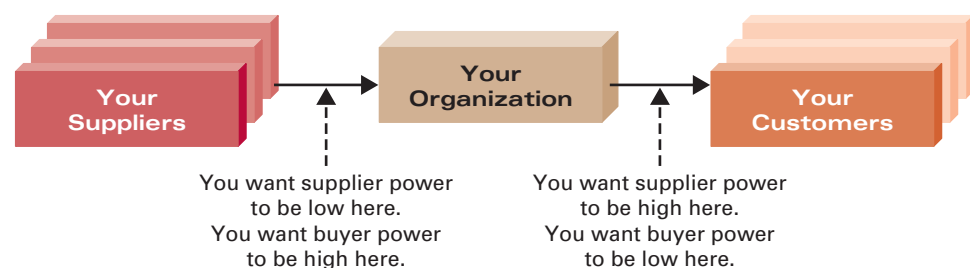 Your
Suppliers
Your
Organization
Your
Customers
You want supplier power
to be low here.
You want buyer power
to be high here.
You want supplier power
to be high here.
You want buyer power
to be low here.